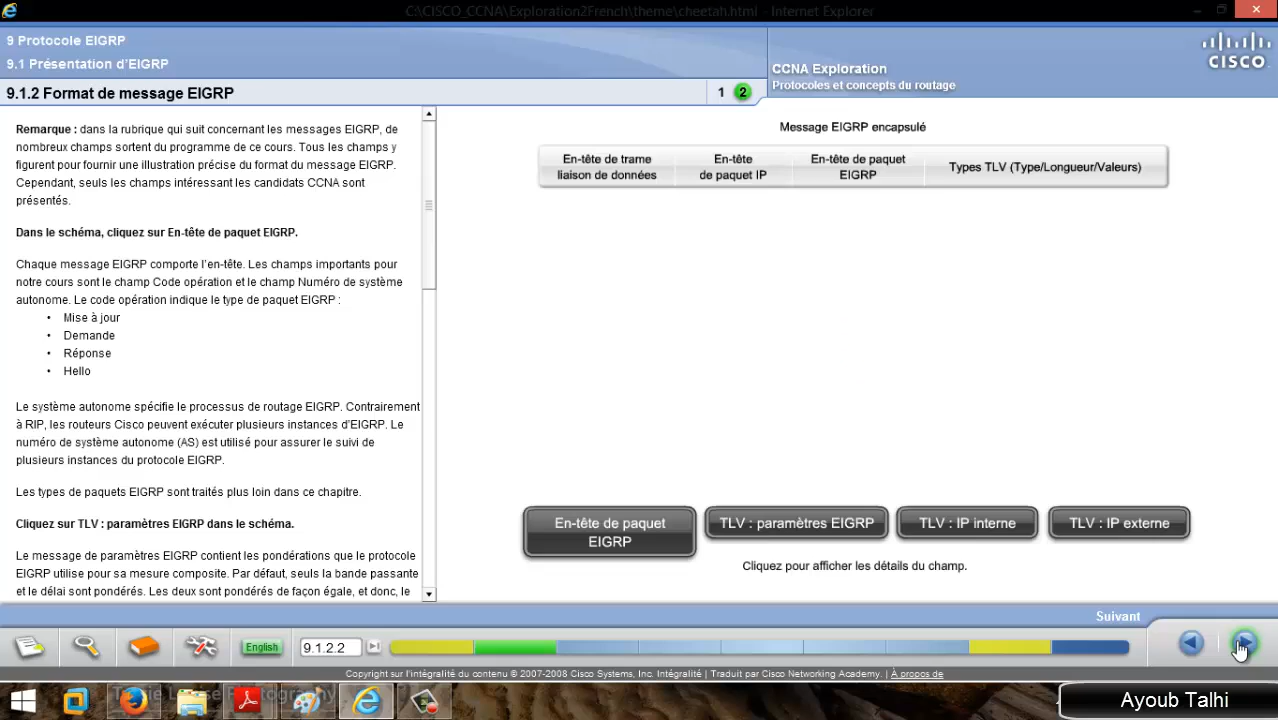 C:\CISCO_CCNA\Exploration2French\theme\cheetah.html - Internet Explorer
9 Protocole EIGRP
9.1 Présentation d'EIGRP
9.1.2 Format de message EIGRP
1 2
CCNA Exploration
Protocoles et concepts du routage
CISCO
Remarque : dans la rubrique qui suit concernant les messages EIGRP, de
nombreux champs sortent du programme de ce cours. Tous les champs y
figurent pour fournir une illustration précise du format du message EIGRP.
Cependant, seuls les champs intéressant les candidats CCNA sont
présentés.
Dans le schéma, cliquez sur En-tête de paquet EIGRP.
Chaque message EIGRP comporte l'en-tête. Les champs importants pour
notre cours sont le champ Code opération et le champ Numéro de système
autonome. Le code opération indique le type de paquet EIGRP :
• Mise à jour
• Demande
• Réponse
• Hello
Le système autonome spécifie le processus de routage EIGRP. Contrairement
à RIP, les routeurs Cisco peuvent exécuter plusieurs instances d'EIGRP. Le
numéro de système autonome (AS) est utilisé pour assurer le suivi de
plusieurs instances du protocole EIGRP.
Les types de paquets EIGRP sont traités plus loin dans ce chapitre.
Cliquez sur TLV : paramètres EIGRP dans le schéma.
Le message de paramètres EIGRP contient les pondérations que le protocole
EIGRP utilise pour sa mesure composite. Par défaut, seuls la bande passante
et le délai sont pondérés. Les deux sont pondérés de façon égale, et donc, le
Message EIGRP encapsulé
En-tête de trame
liaison de données
En-tête
de paquet IP
En-tête de paquet
EIGRP
Types TLV (Type/Longueur/Valeurs)
En-tête de paquet
EIGRP
TLV : paramètres EIGRP
TLV : IP interne
TLV : IP externe
Cliquez pour afficher les détails du champ.
Suivant
English
9.1.2.2
Copyright sur l'intégralité du contenu © 2007-2008 Cisco Systems, Inc. Intégralité | Traduit par Cisco Networking Academy. | À propos de
Ayoub Talhi